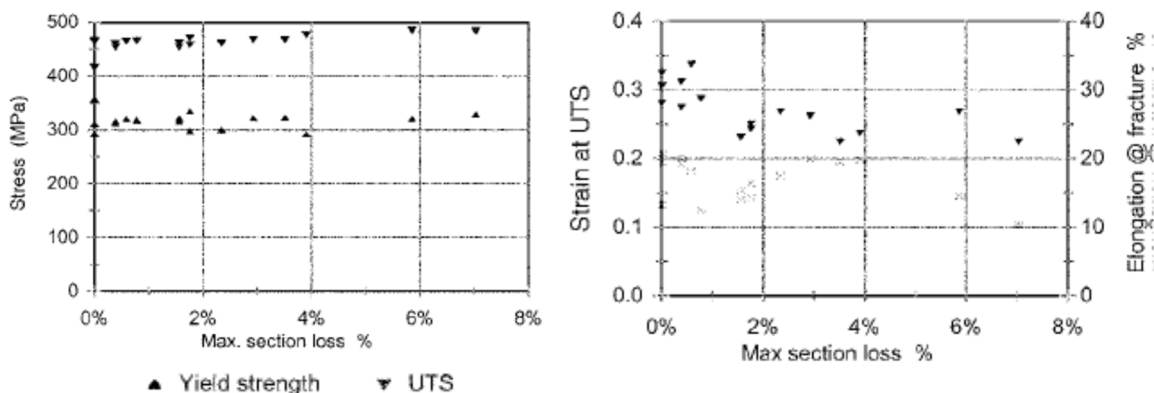 500
400
300
200
100
0
Stress (MPa)
0% 2% 4% 6% 8%
Max. section loss %
▲ Yield strength ▼ UTS
0.4
0.3
0.2
0.1
0.0
Strain at UTS
0% 2% 4% 6% 8%
Max section loss %
40
30
20
10
0
Elongation @ fracture %